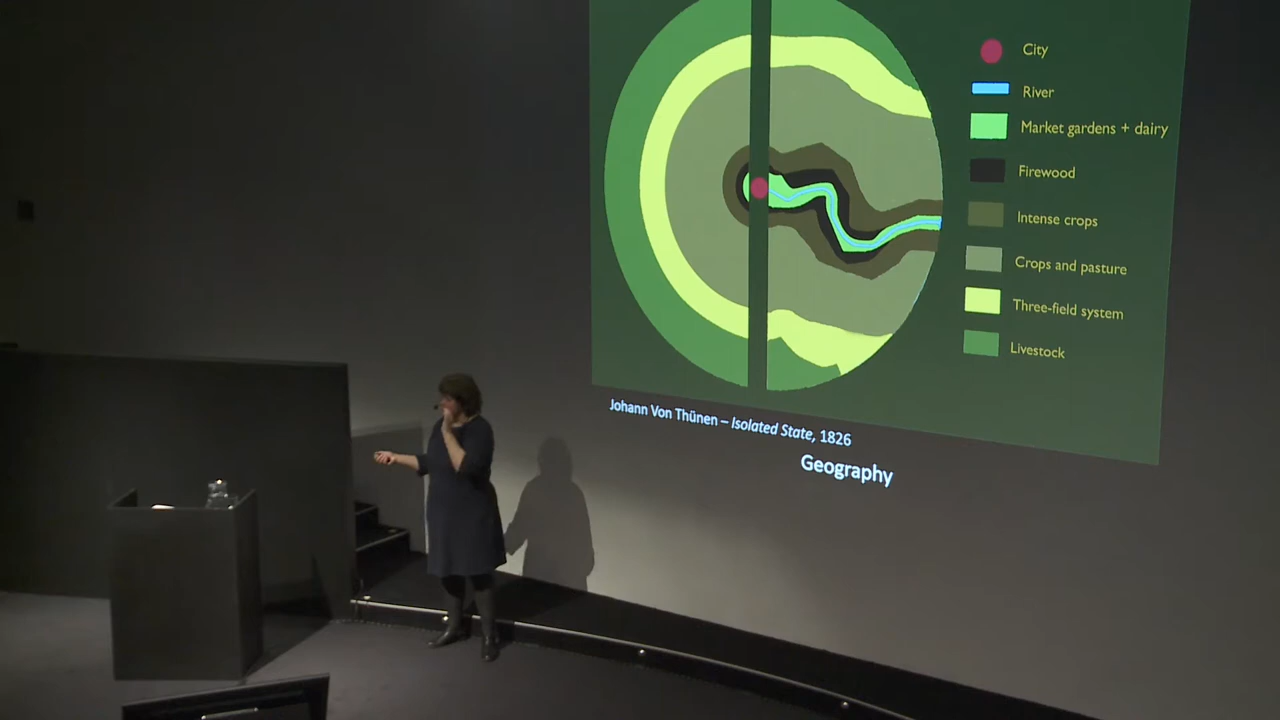 City
River
Market gardens + dairy
Firewood
Intense crops
Crops and pasture
Three-field system
Livestock
Johann Von Thünen – Isolated State, 1826
Geography